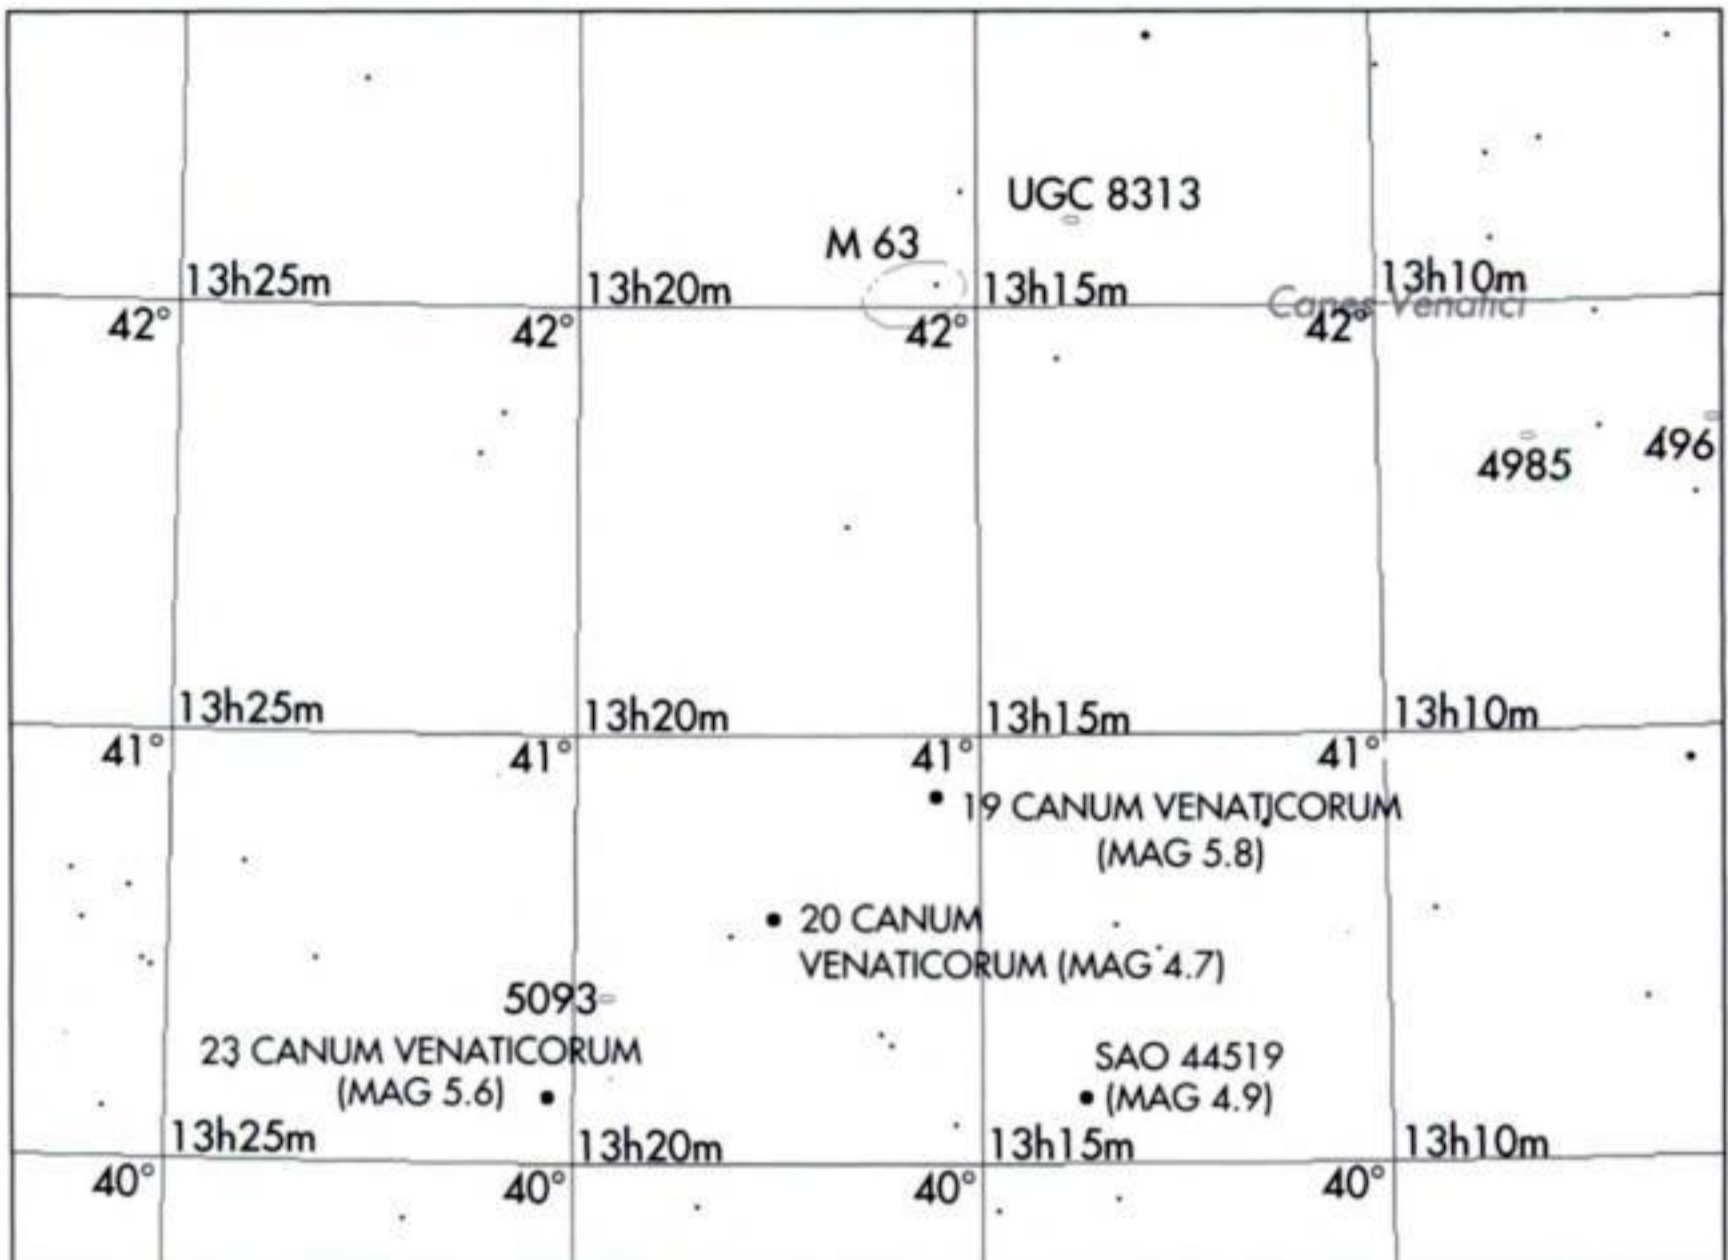 UGC 8313
M 63
13h25m
13h20m
13h15m
13h10m
Canes Venatici
42°
42°
42°
42°
4985
496
13h25m
13h20m
13h15m
13h10m
41°
41°
41°
41°
19 CANUM VENATICORUM
(MAG 5.8)
20 CANUM
VENATICORUM (MAG 4.7)
5093
23 CANUM VENATICORUM
(MAG 5.6)
SAO 44519
(MAG 4.9)
13h25m
13h20m
13h15m
13h10m
40°
40°
40°
40°